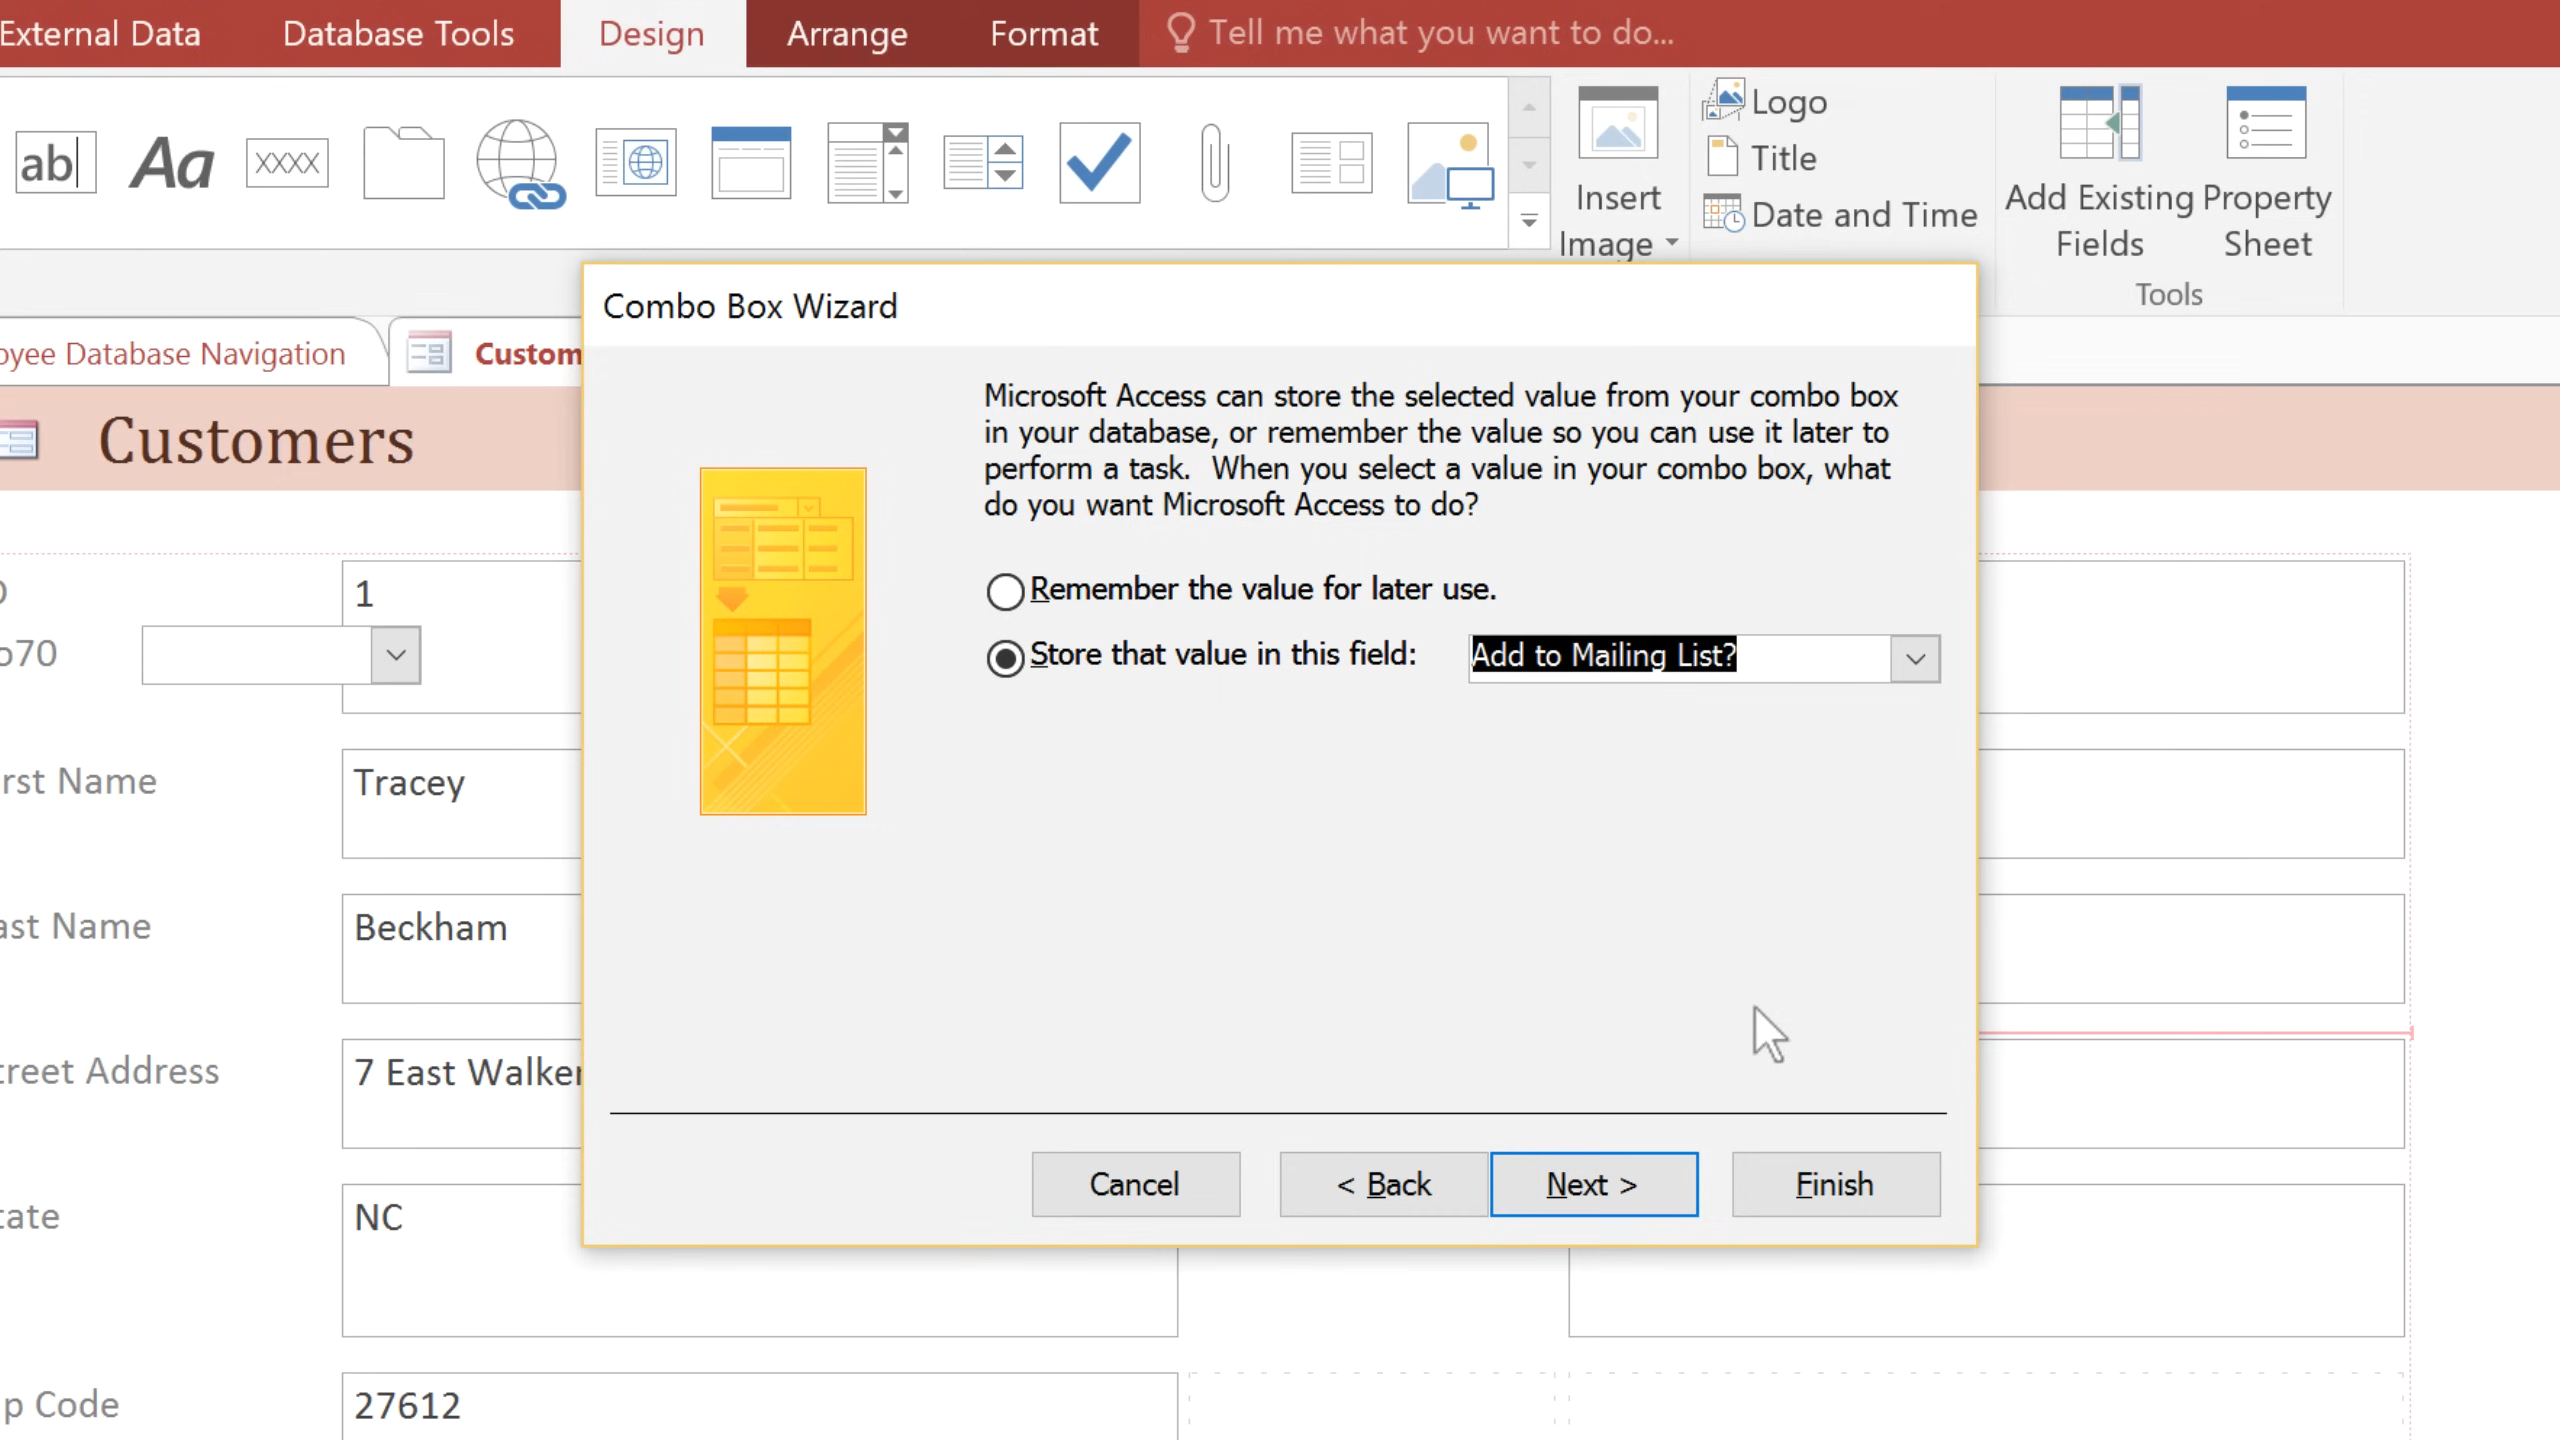 External Data Database Tools Design Arrange Format Tell me what you want to do...
ab Aa XXXX
Logo
Title
Date and Time
Insert
Image
Add Existing
Fields
Property
Sheet
Tools
oyee Database Navigation Custom
Customers
Combo Box Wizard
Microsoft Access can store the selected value from your combo box
in your database, or remember the value so you can use it later to
perform a task. When you select a value in your combo box, what
do you want Microsoft Access to do?
Remember the value for later use.
Store that value in this field: Add to Mailing List?
Cancel < Back Next > Finish
1
o70
rst Name Tracey
ast Name Beckham
treet Address 7 East Walker
tate NC
p Code 27612